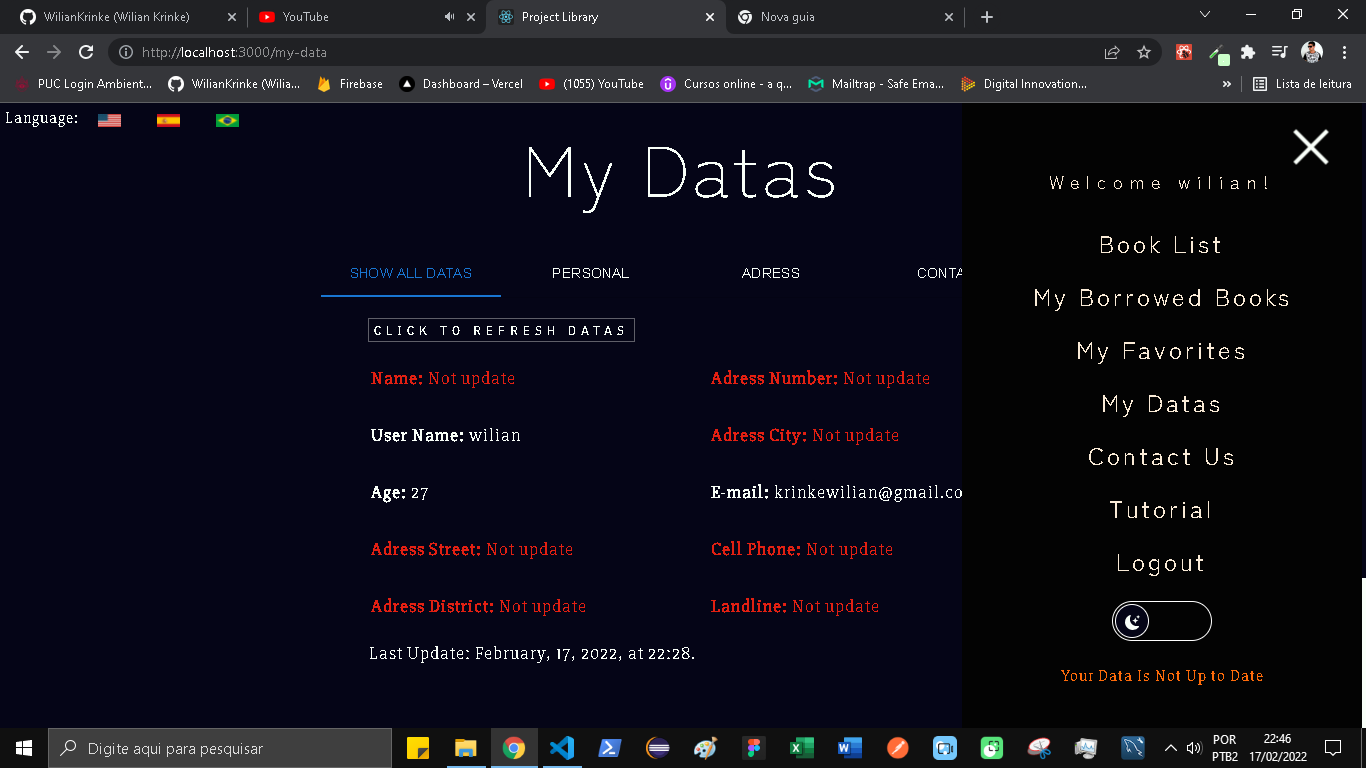 WilianKrinke (Wilian Krinke)
YouTube
Project Library
Nova guia
http://localhost:3000/my-data
PUC Login Ambient...
WilianKrinke (Wilia...
Firebase
Dashboard – Vercel
(1055) YouTube
Cursos online - a q...
Mailtrap - Safe Ema...
Digital Innovation...
»
Lista de leitura
Language:
My Datas
SHOW ALL DATAS
PERSONAL
ADRESS
CONTA
CLICK TO REFRESH DATAS
Name: Not update
Adress Number: Not update
User Name: wilian
Adress City: Not update
Age: 27
E-mail: krinkewilian@gmail.co
Adress Street: Not update
Cell Phone: Not update
Adress District: Not update
Landline: Not update
Last Update: February, 17, 2022, at 22:28.
Welcome wilian!
Book List
My Borrowed Books
My Favorites
My Datas
Contact Us
Tutorial
Logout
Your Data Is Not Up to Date
Digite aqui para pesquisar
POR
PTB2
22:46
17/02/2022